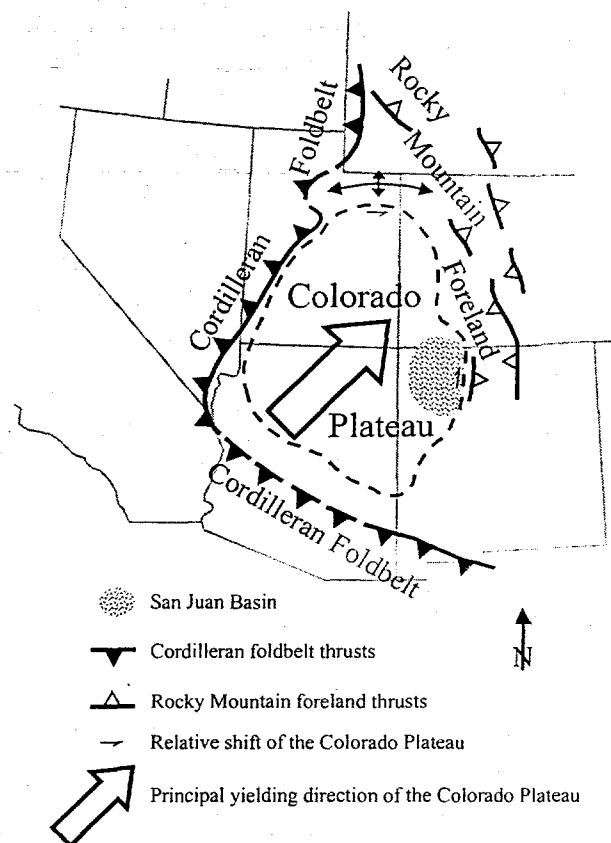 Rocky
Mountain
Foreland
Foldbelt
Cordilleran
Colorado
Plateau
Cordilleran Foldbelt
San Juan Basin
N
Cordilleran foldbelt thrusts
Rocky Mountain foreland thrusts
Relative shift of the Colorado Plateau
Principal yielding direction of the Colorado Plateau